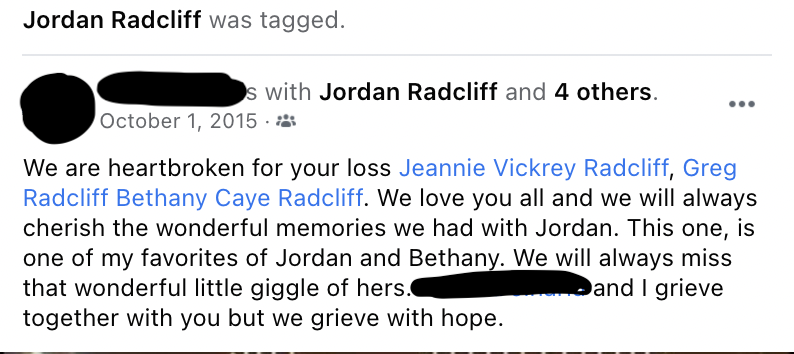 Jordan Radcliff was tagged.
s with Jordan Radcliff and 4 others.
October 1, 2015 ·
We are heartbroken for your loss Jeannie Vickrey Radcliff, Greg
Radcliff Bethany Caye Radcliff. We love you all and we will always
cherish the wonderful memories we had with Jordan. This one, is
one of my favorites of Jordan and Bethany. We will always miss
that wonderful little giggle of hers. and I grieve
together with you but we grieve with hope.